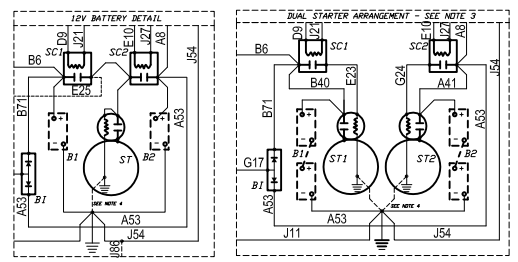 12V BATTERY DETAIL
D9
J21
E10
J27
A8
J54
SC1
SC2
B6
E25
B71
A53
B1
ST
B2
BI
A53
SEE NOTE 4
A53
J54
J86
DUAL STARTER ARRANGEMENT - SEE NOTE 3
D9
J21
E10
J27
A8
J54
SC1
SC2
B6
B40
E23
G24
A41
B71
A53
B1
ST1
ST2
B2
G17
BI
A53
SEE NOTE 4
A53
J11
J54